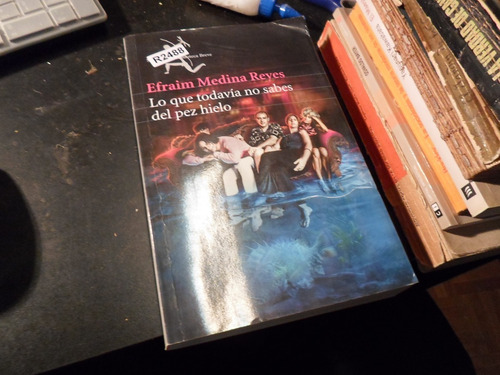 R2488
Efraim Medina Reyes
Lo que todavía no sabes
del pez hielo